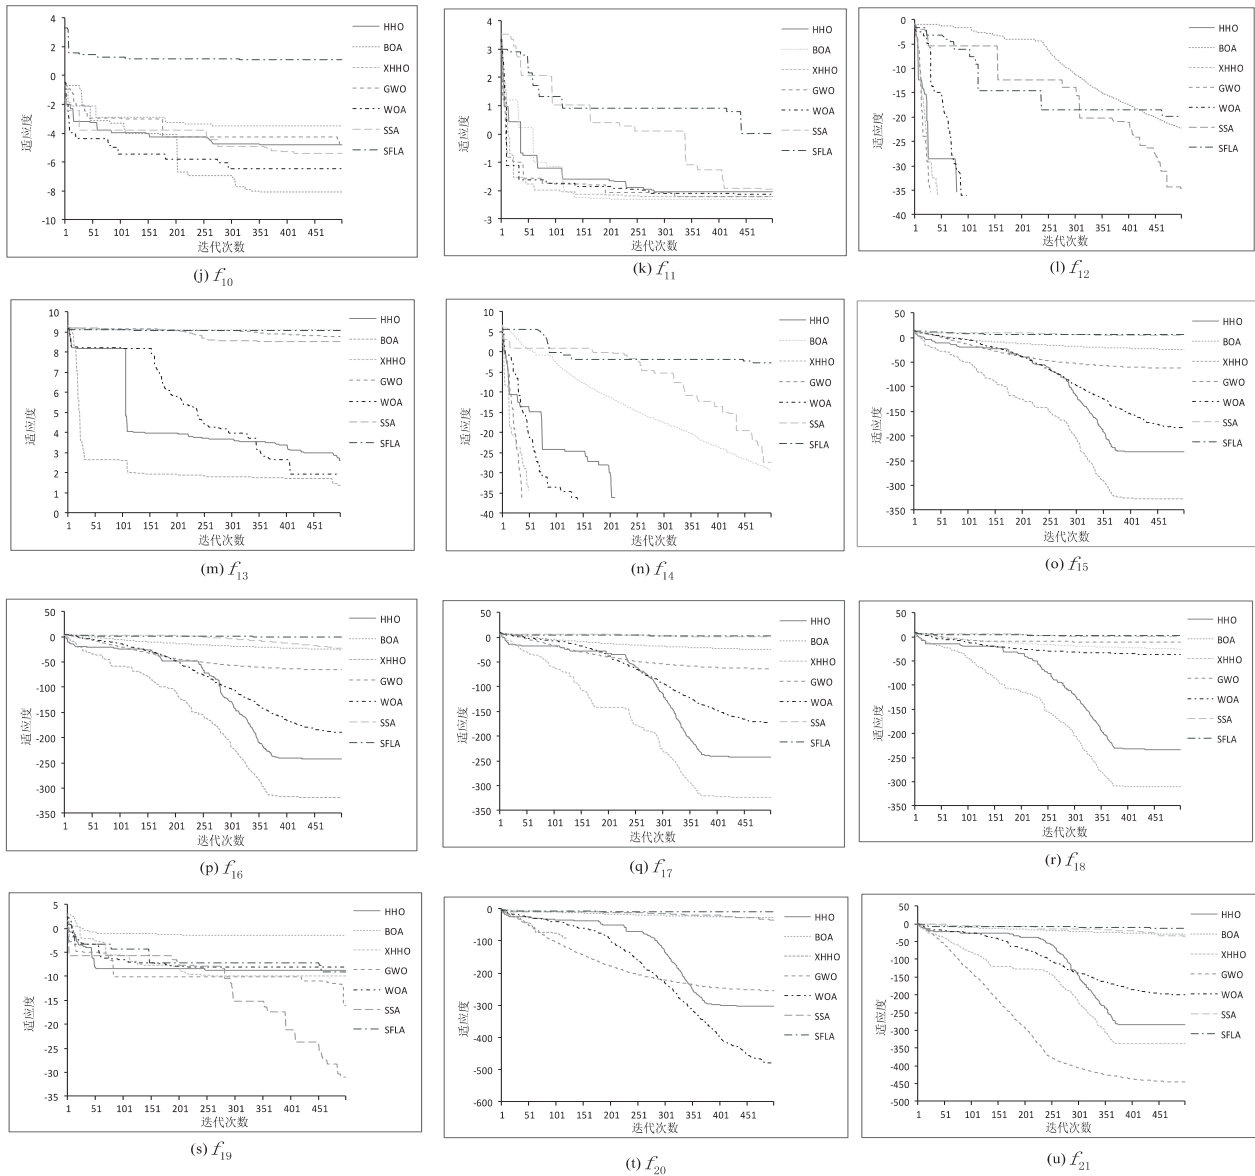 4
2
0
-2
-4
-6
-8
-10
适应度
1 51 101 151 201 251 301 351 401 451
迭代次数
HHO
BOA
XHHO
GWO
WOA
SSA
SFLA
(j) f10
4
3
2
1
0
-1
-2
-3
适应度
1 51 101 151 201 251 301 351 401 451
迭代次数
HHO
BOA
XHHO
GWO
WOA
SSA
SFLA
(k) f11
0
-5
-10
-15
-20
-25
-30
-35
-40
适应度
1 51 101 151 201 251 301 351 401 451
迭代次数
HHO
BOA
XHHO
GWO
WOA
SSA
SFLA
(l) f12
10
9
8
7
6
5
4
3
2
1
0
适应度
1 51 101 151 201 251 301 351 401 451
迭代次数
HHO
BOA
XHHO
GWO
WOA
SSA
SFLA
(m) f13
10
5
0
-5
-10
-15
-20
-25
-30
-35
-40
适应度
1 51 101 151 201 251 301 351 401 451
迭代次数
HHO
BOA
XHHO
GWO
WOA
SSA
SFLA
(n) f14
50
0
-50
-100
-150
-200
-250
-300
-350
适应度
1 51 101 151 201 251 301 351 401 451
迭代次数
HHO
BOA
XHHO
GWO
WOA
SSA
SFLA
(o) f15
50
0
-50
-100
-150
-200
-250
-300
-350
适应度
1 51 101 151 201 251 301 351 401 451
迭代次数
HHO
BOA
XHHO
GWO
WOA
SSA
SFLA
(p) f16
50
0
-50
-100
-150
-200
-250
-300
-350
适应度
1 51 101 151 201 251 301 351 401 451
迭代次数
HHO
BOA
XHHO
GWO
WOA
SSA
SFLA
(q) f17
50
0
-50
-100
-150
-200
-250
-300
-350
适应度
1 51 101 151 201 251 301 351 401 451
迭代次数
HHO
BOA
XHHO
GWO
WOA
SSA
SFLA
(r) f18
5
0
-5
-10
-15
-20
-25
-30
-35
适应度
1 51 101 151 201 251 301 351 401 451
迭代次数
HHO
BOA
XHHO
GWO
WOA
SSA
SFLA
(s) f19
0
-100
-200
-300
-400
-500
-600
适应度
1 51 101 151 201 251 301 351 401 451
迭代次数
HHO
BOA
XHHO
GWO
WOA
SSA
SFLA
(t) f20
50
0
-50
-100
-150
-200
-250
-300
-350
-400
-450
-500
适应度
1 51 101 151 201 251 301 351 401 451
迭代次数
HHO
BOA
XHHO
GWO
WOA
SSA
SFLA
(u) f21